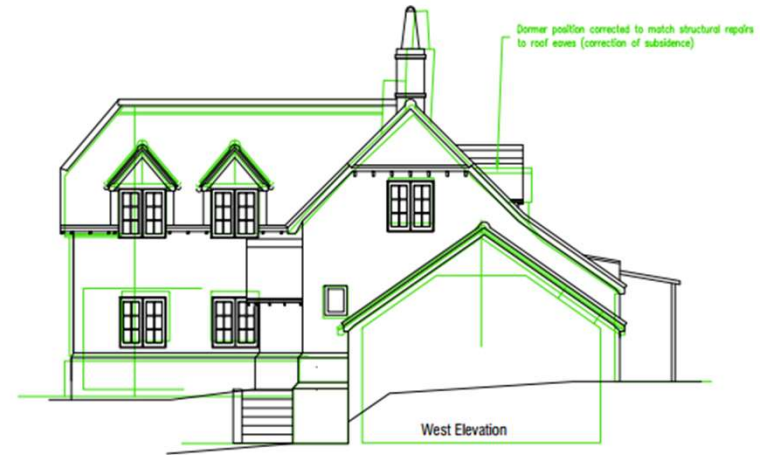 Dormer position corrected to match structural repairs
to roof eaves (correction of subsidence)
West Elevation